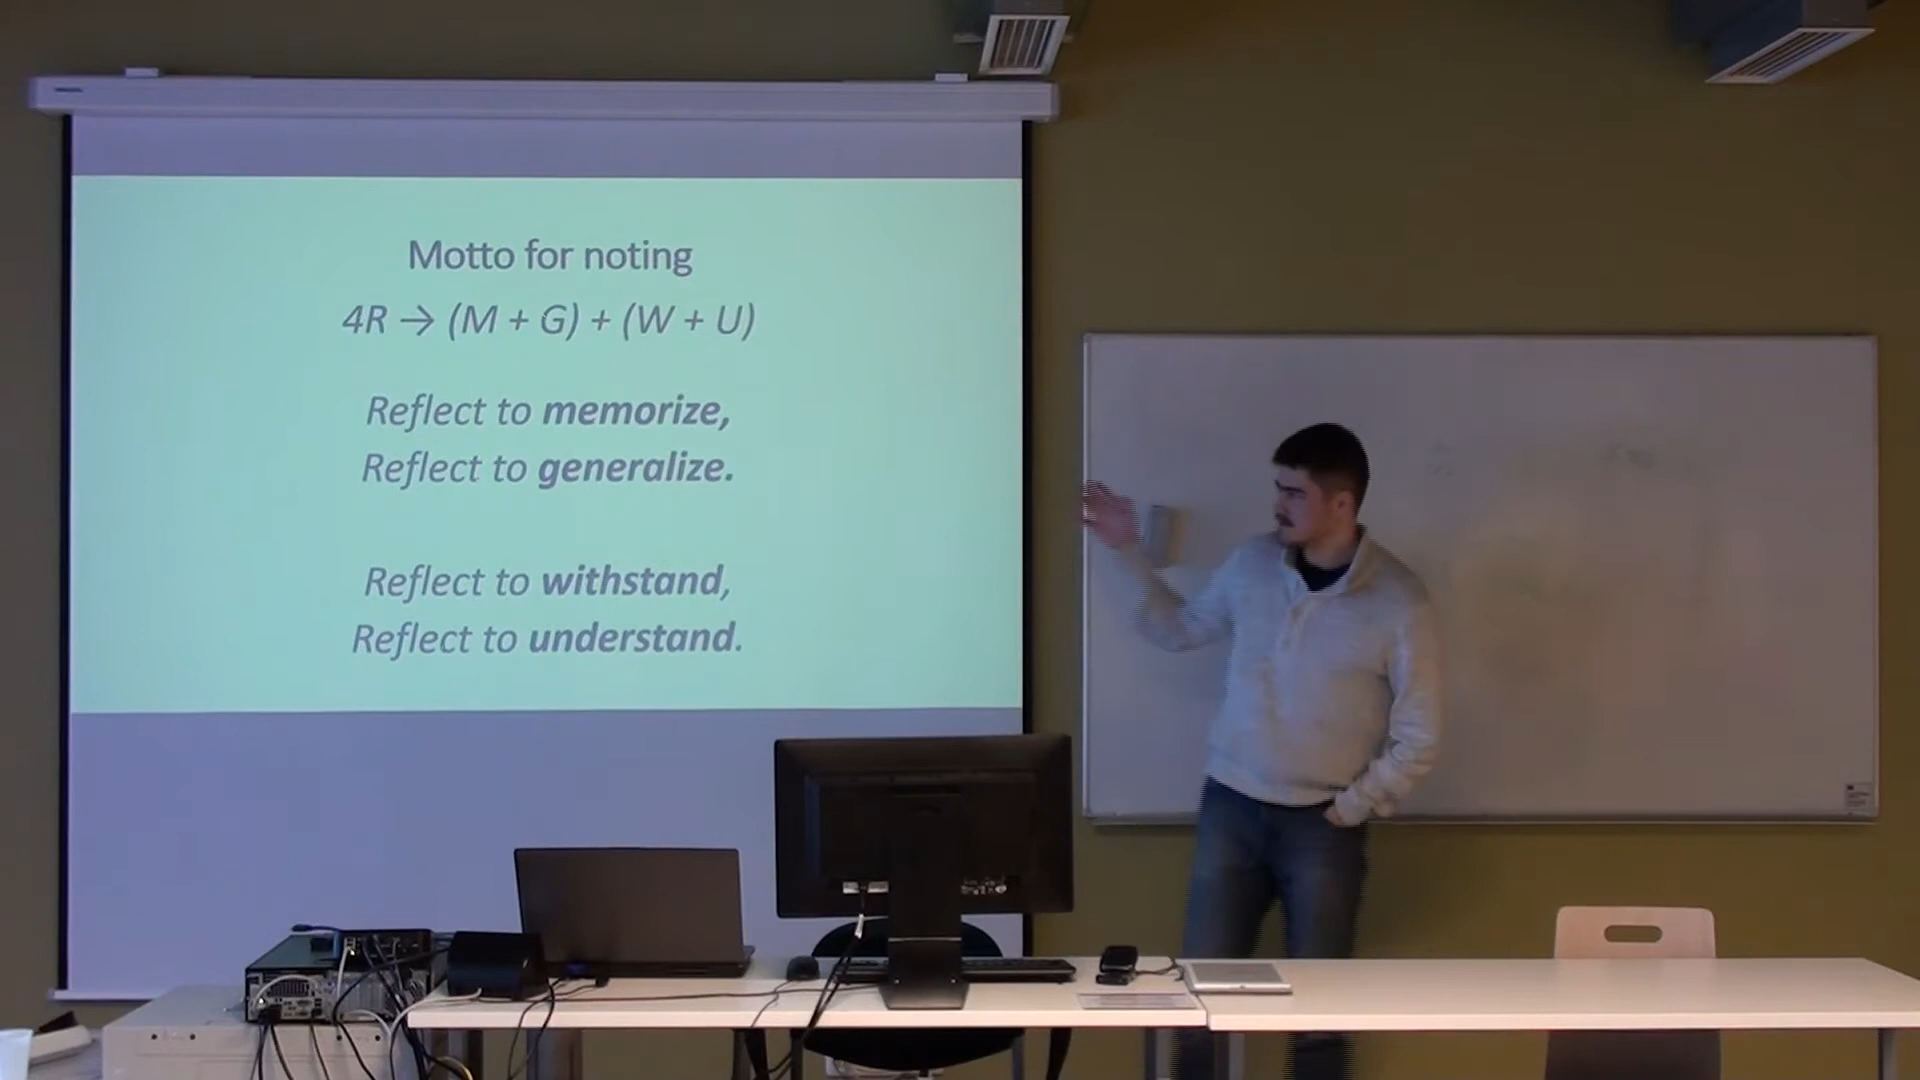 Motto for noting
4R → (M + G) + (W + U)
Reflect to memorize,
Reflect to generalize.
Reflect to withstand,
Reflect to understand.